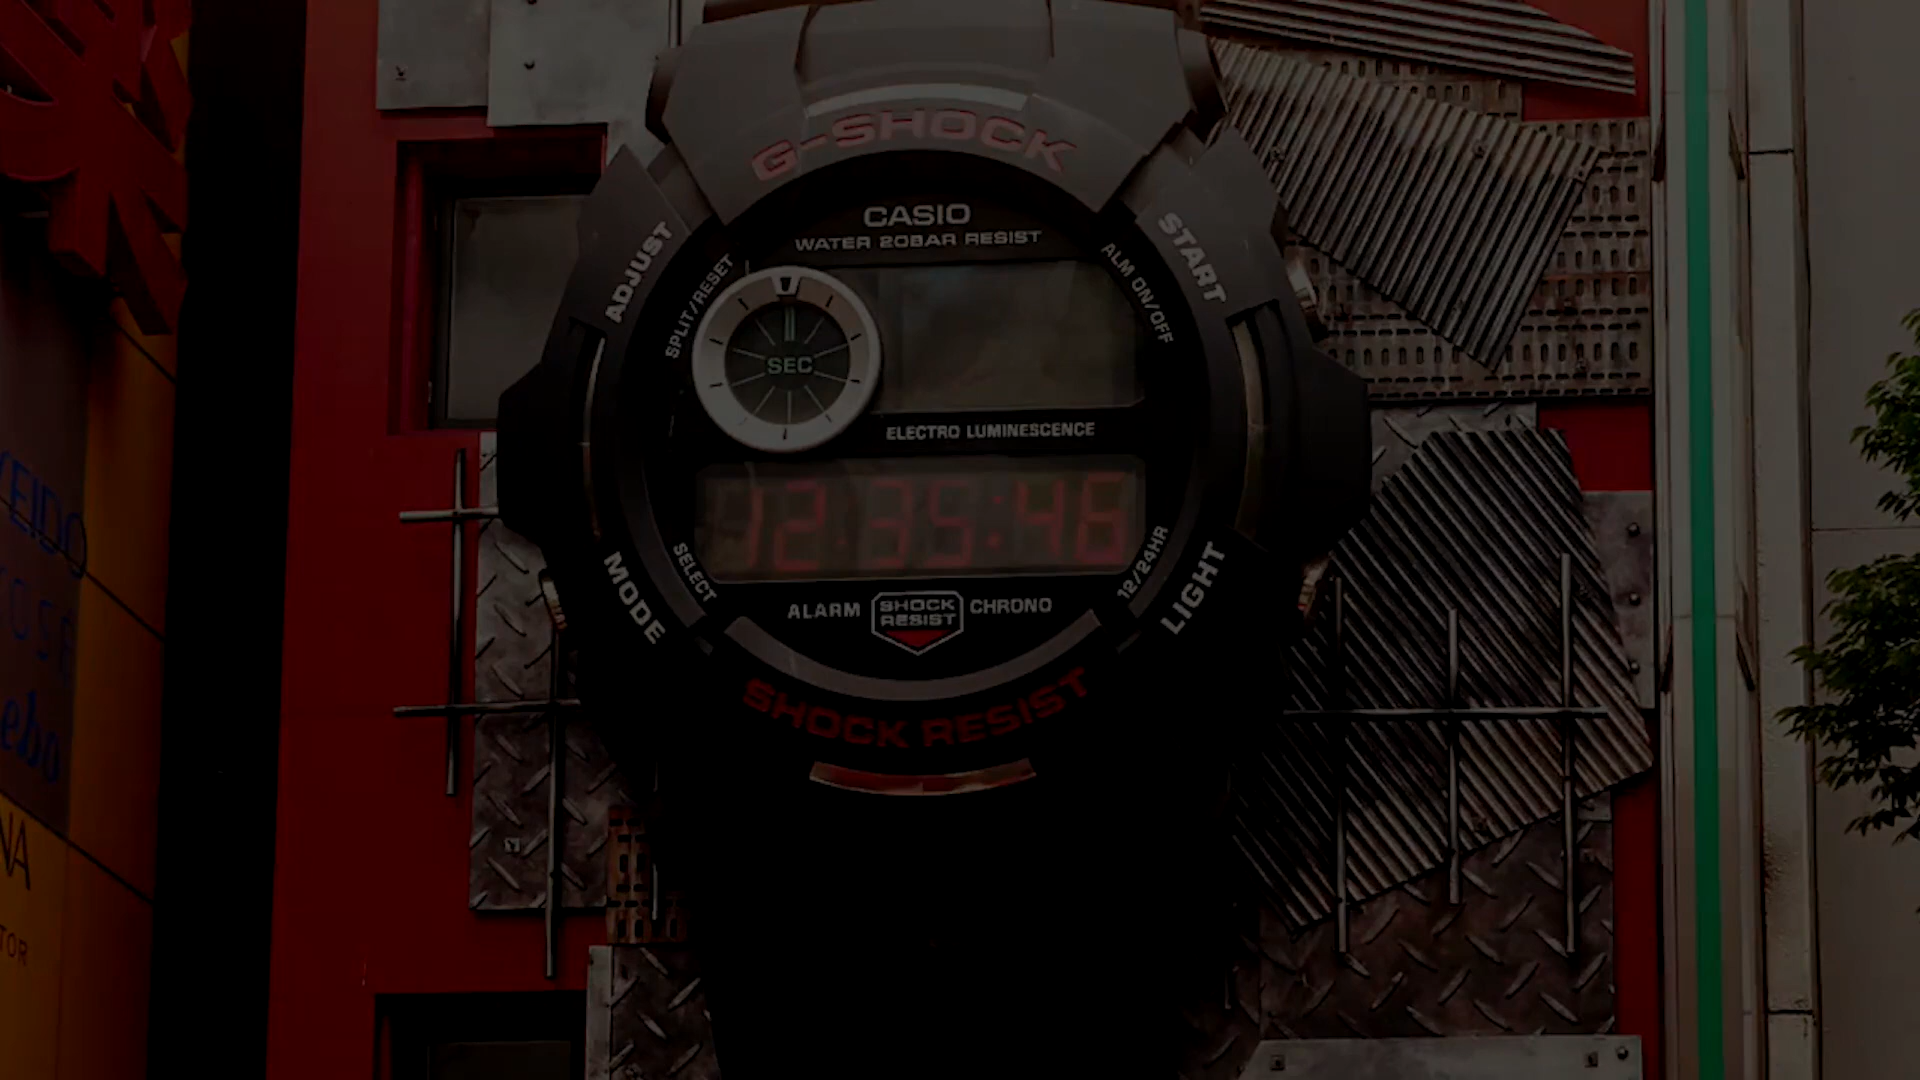 G-SHOCK
CASIO
WATER 20BAR RESIST
ADJUST
SPLIT/RESET
ALM ON/OFF
START
SEC
ELECTRO LUMINESCENCE
12:35:46
MODE
SELECT
12/24HR
LIGHT
ALARM
SHOCK
RESIST
CHRONO
SHOCK RESIST